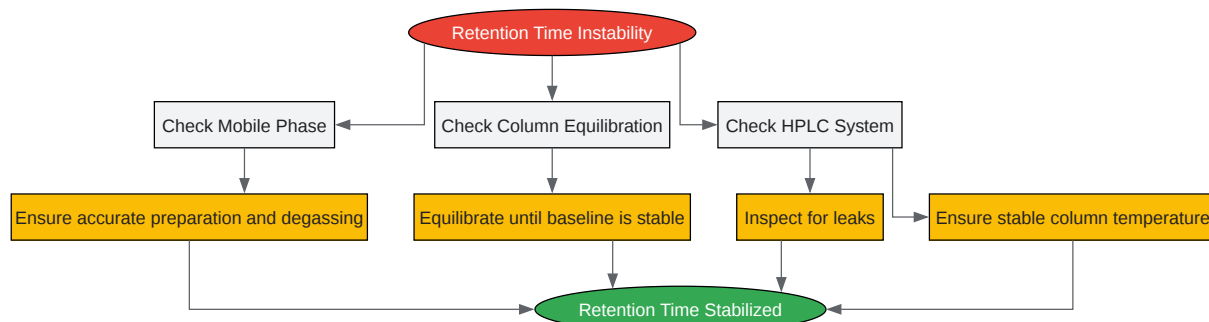 Retention Time Instability
Check Mobile Phase
Check Column Equilibration
Check HPLC System
Ensure accurate preparation and degassing
Equilibrate until baseline is stable
Inspect for leaks
Ensure stable column temperature
Retention Time Stabilized